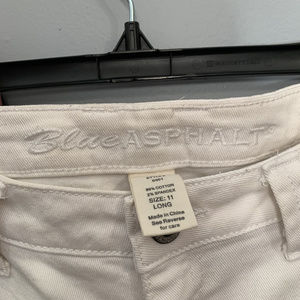 Blue ASPHALT
98% COTTON
2% SPANDEX
SIZE: 11
LONG
Made in China
See Reverse
for care